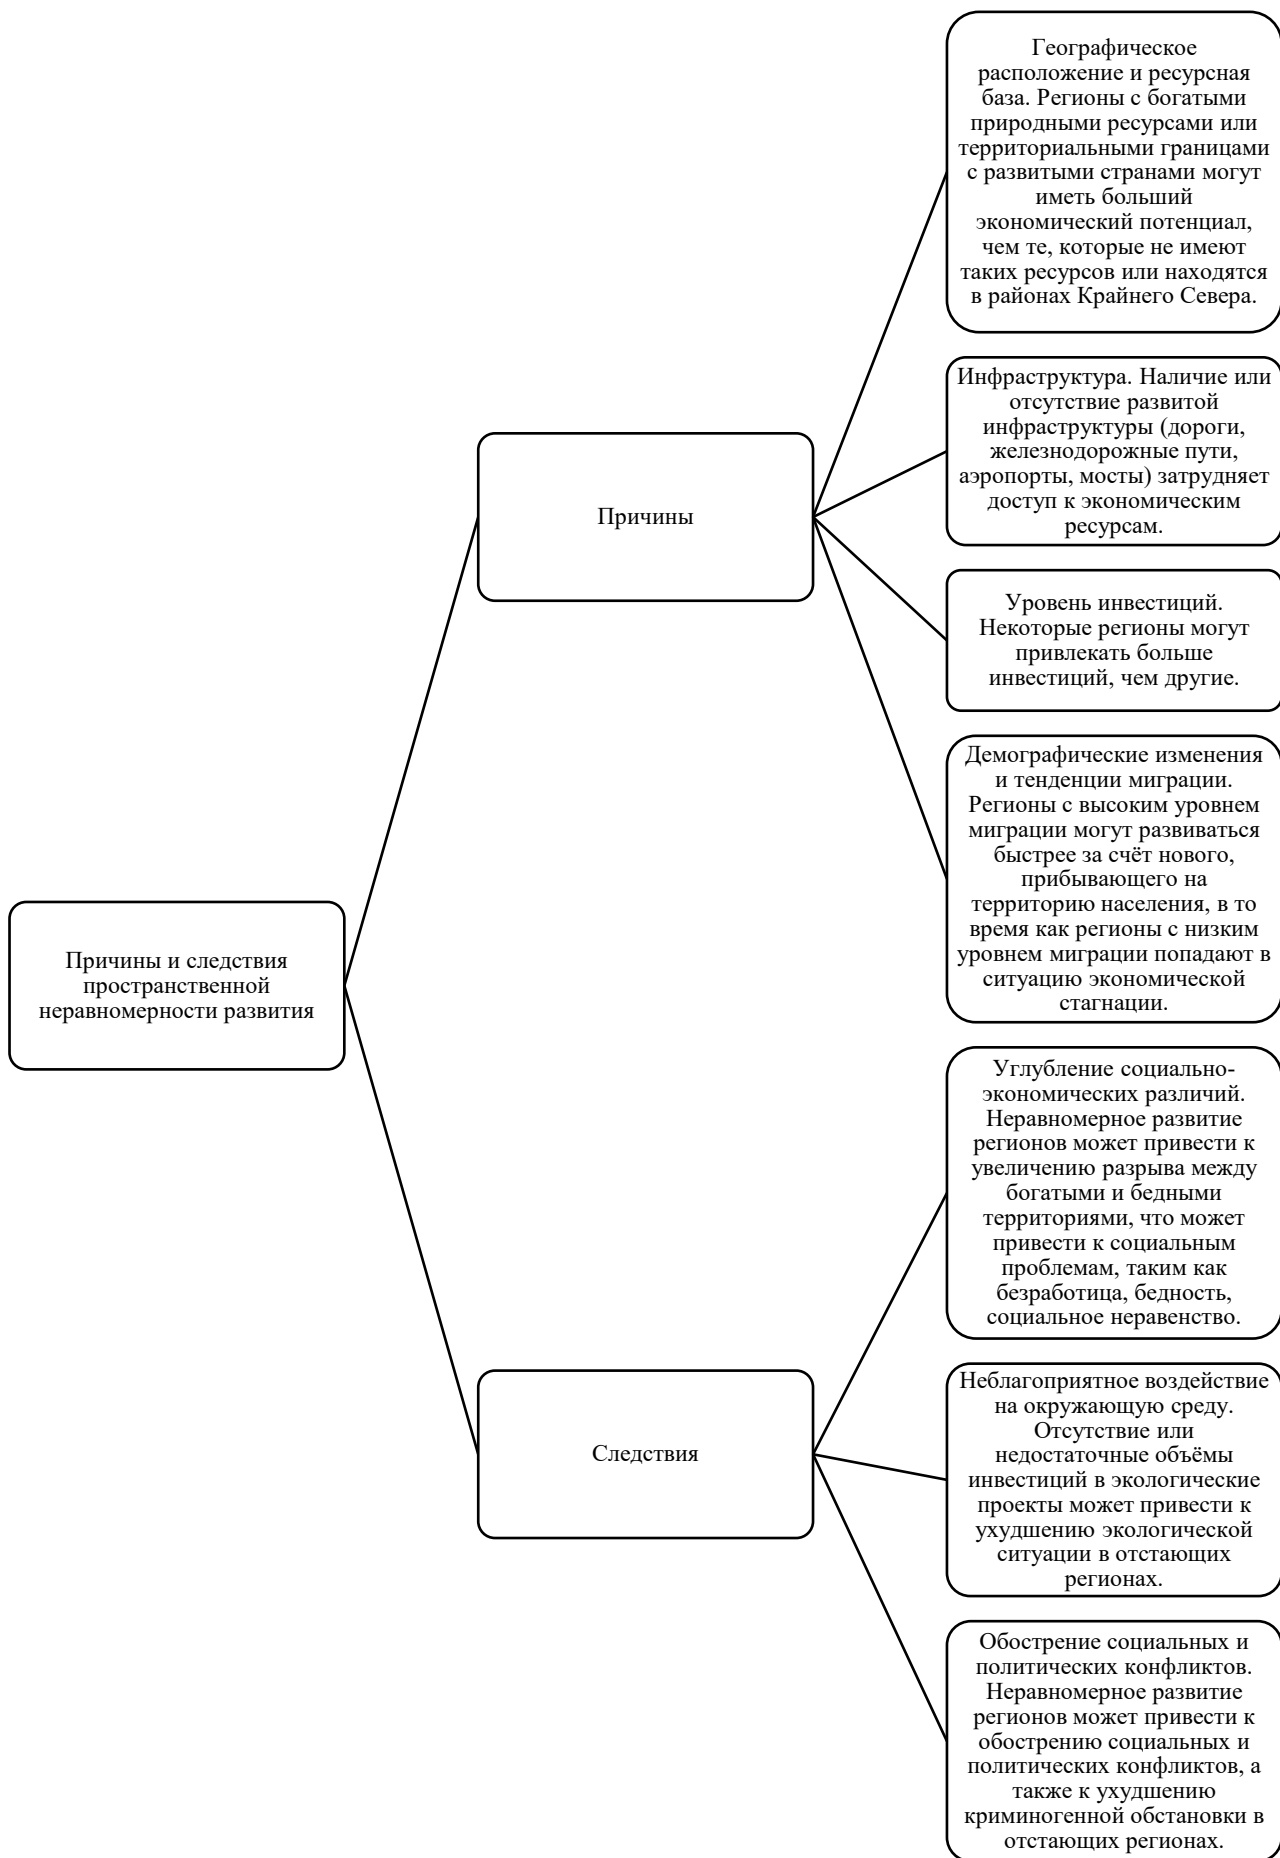 Причины и следствия
пространственной
неравномерности развития
Причины
Географическое
расположение и ресурсная
база. Регионы с богатыми
природными ресурсами или
территориальными границами
с развитыми странами могут
иметь больший
экономический потенциал,
чем те, которые не имеют
таких ресурсов или находятся
в районах Крайнего Севера.
Инфраструктура. Наличие или
отсутствие развитой
инфраструктуры (дороги,
железнодорожные пути,
аэропорты, мосты) затрудняет
доступ к экономическим
ресурсам.
Уровень инвестиций.
Некоторые регионы могут
привлекать больше
инвестиций, чем другие.
Демографические изменения
и тенденции миграции.
Регионы с высоким уровнем
миграции могут развиваться
быстрее за счёт нового,
прибывающего на
территорию населения, в то
время как регионы с низким
уровнем миграции попадают в
ситуацию экономической
стагнации.
Следствия
Углубление социально-
экономических различий.
Неравномерное развитие
регионов может привести к
увеличению разрыва между
богатыми и бедными
территориями, что может
привести к социальным
проблемам, таким как
безработица, бедность,
социальное неравенство.
Неблагоприятное воздействие
на окружающую среду.
Отсутствие или
недостаточные объёмы
инвестиций в экологические
проекты может привести к
ухудшению экологической
ситуации в отстающих
регионах.
Обострение социальных и
политических конфликтов.
Неравномерное развитие
регионов может привести к
обострению социальных и
политических конфликтов, а
также к ухудшению
криминогенной обстановки в
отстающих регионах.